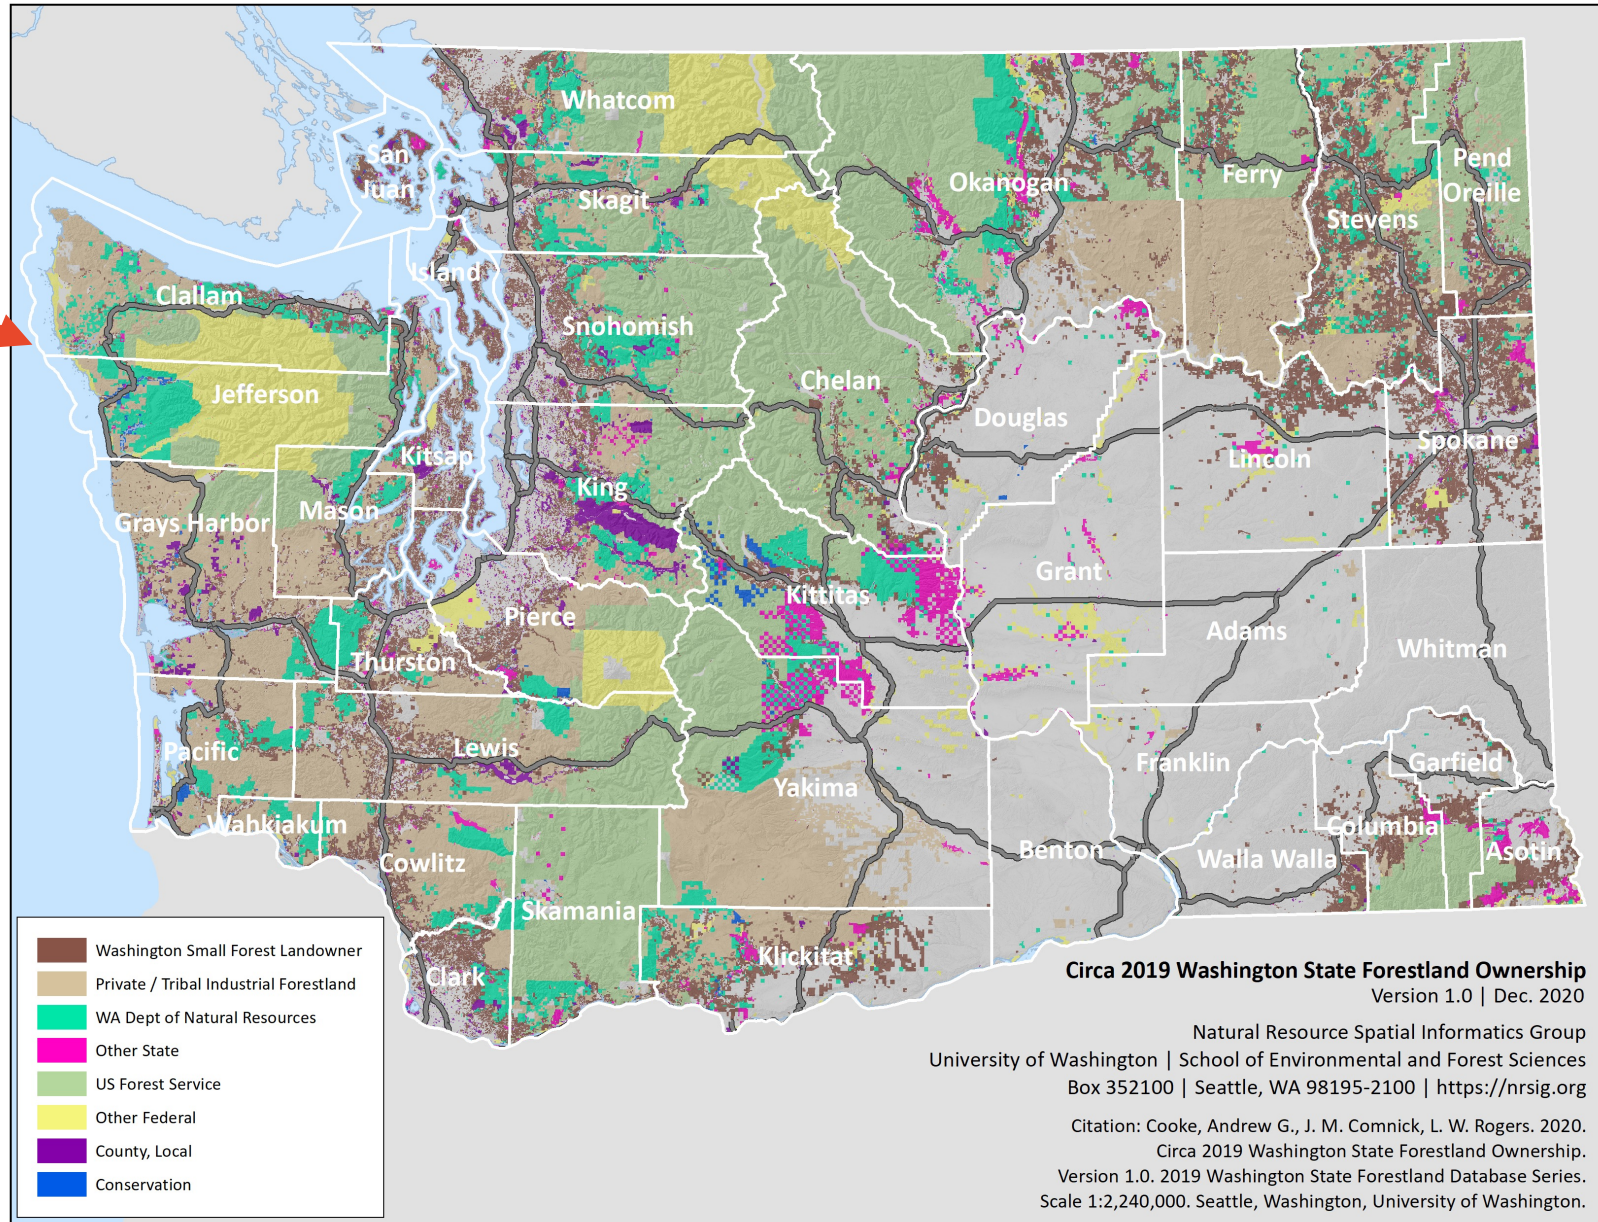 Whatcom
San
Juan
Skagit
Okanogan
Ferry
Pend
Oreille
Stevens
Island
Clallam
Snohomish
Jefferson
Chelan
Douglas
Kitsap
Lincoln
Spokane
King
Mason
Grays Harbor
Grant
Kittitas
Pierce
Adams
Whitman
Thurston
Pacific
Lewis
Yakima
Franklin
Garfield
Wahkiakum
Columbia
Cowlitz
Benton
Walla Walla
Asotin
Skamania
Klickitat
Clark
Washington Small Forest Landowner
Private / Tribal Industrial Forestland
WA Dept of Natural Resources
Other State
US Forest Service
Other Federal
County, Local
Conservation
Circa 2019 Washington State Forestland Ownership
Version 1.0 | Dec. 2020
Natural Resource Spatial Informatics Group
University of Washington | School of Environmental and Forest Sciences
Box 352100 | Seattle, WA 98195-2100 | https://nrsig.org
Citation: Cooke, Andrew G., J. M. Comnick, L. W. Rogers. 2020.
Circa 2019 Washington State Forestland Ownership.
Version 1.0. 2019 Washington State Forestland Database Series.
Scale 1:2,240,000. Seattle, Washington, University of Washington.